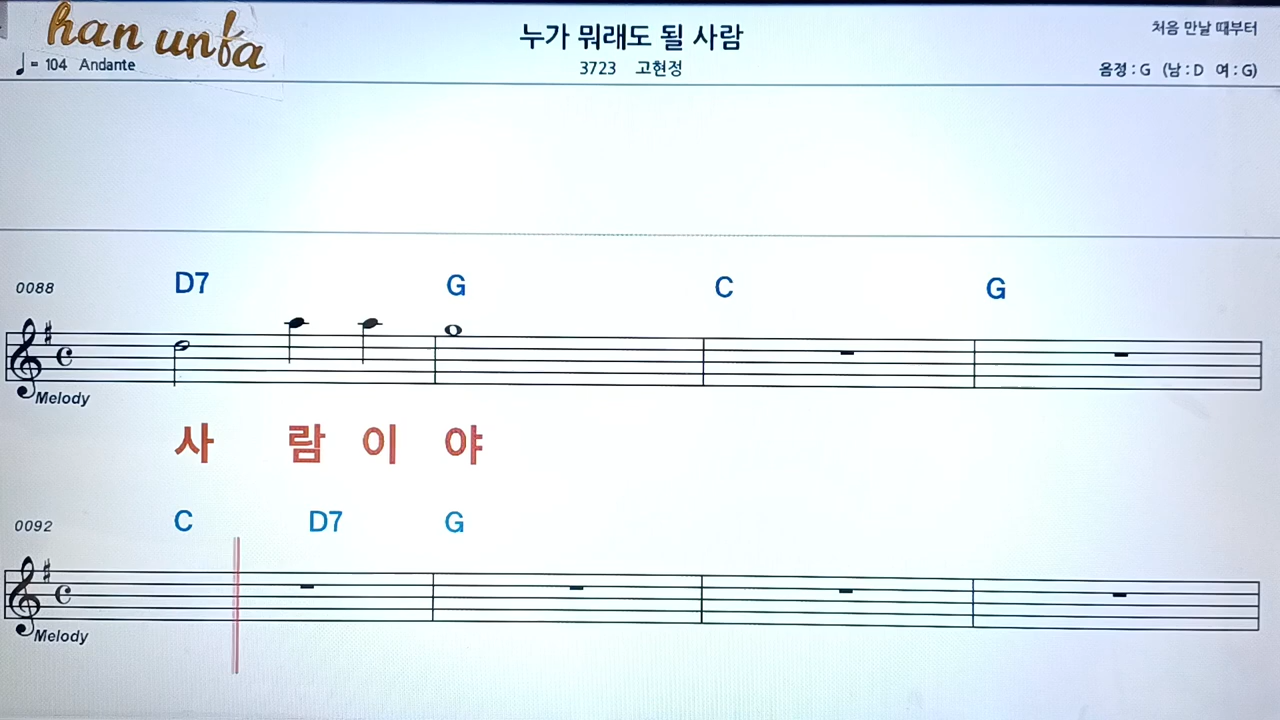 han unfa
누가 뭐래도 될 사람
처음 만날 때부터
♩= 104 Andante
3723 고현정
음정 : G (남 : D 여 : G)
0088 D7 G C G
Melody
사 람 이 야
0092 C D7 G
Melody